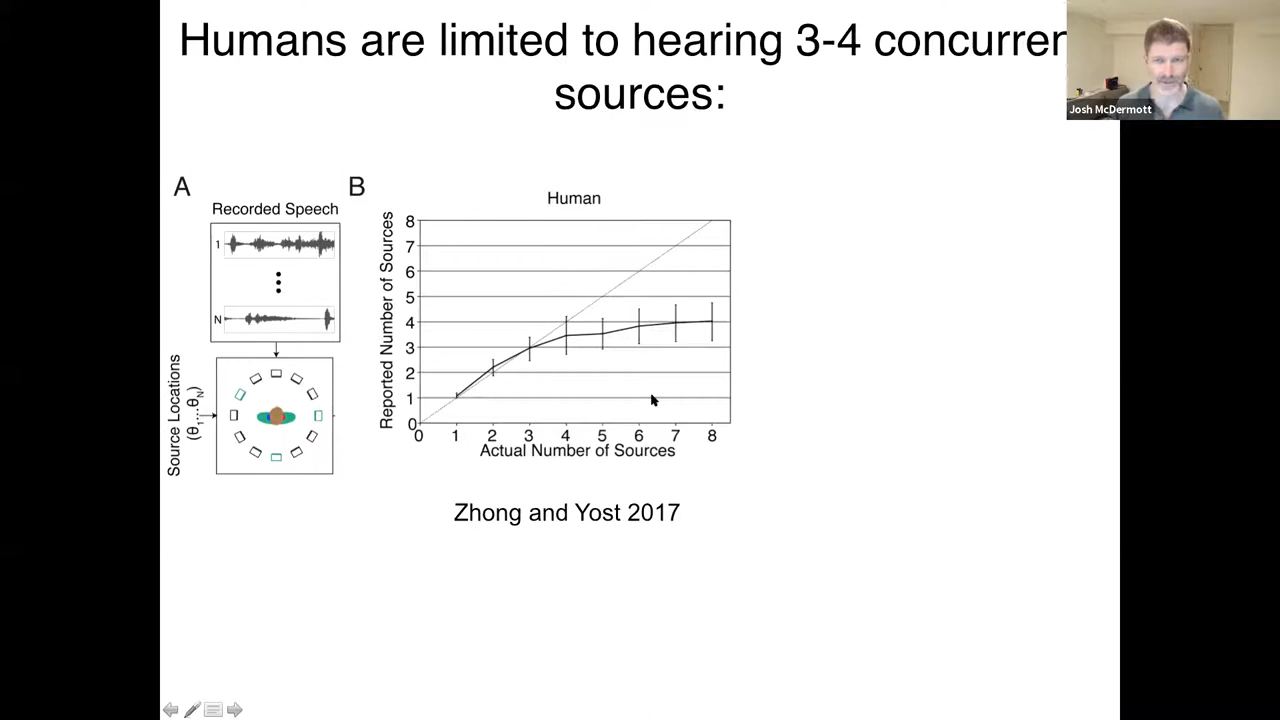 Humans are limited to hearing 3-4 concurren
sources:
Josh McDermott
A
Recorded Speech
1
N
Source Locations
(θ₁...θ_N)
B
Human
Reported Number of Sources
8
7
6
5
4
3
2
1
0
0 1 2 3 4 5 6 7 8
Actual Number of Sources
Zhong and Yost 2017